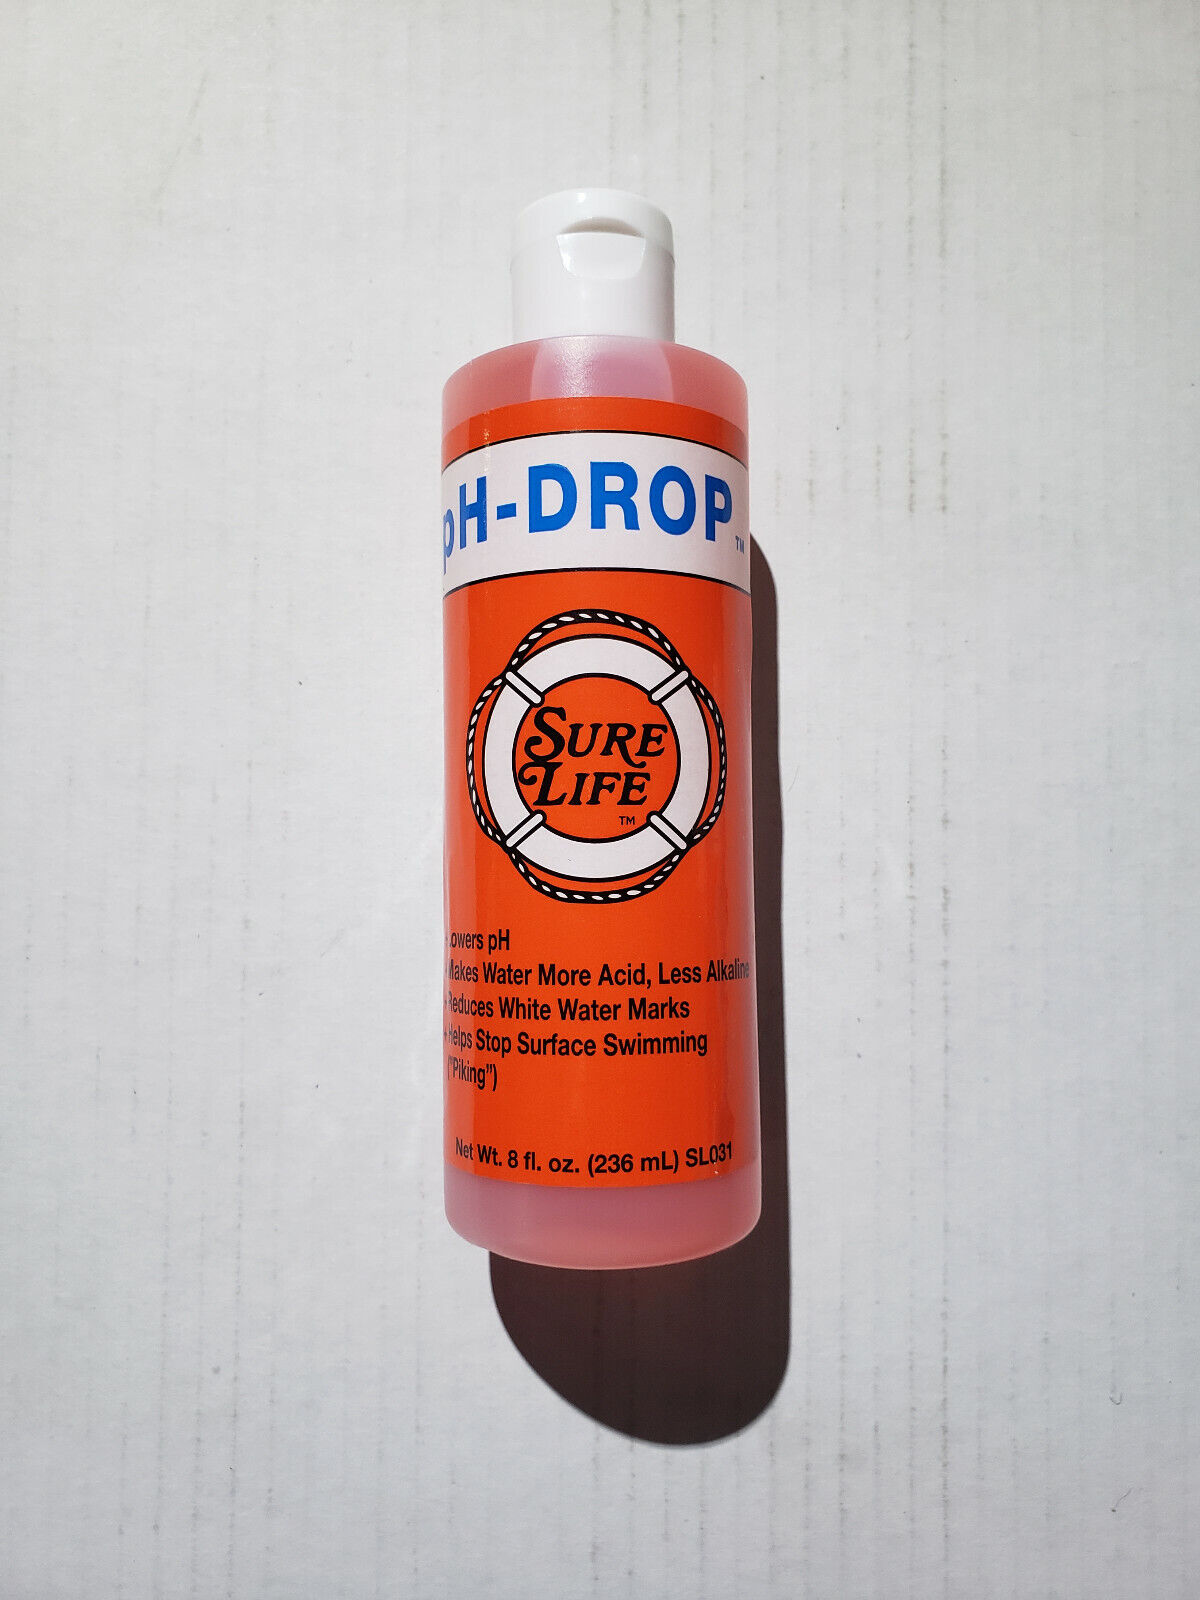 pH-DROP™
SURE
LIFE
™
Lowers pH
Makes Water More Acid, Less Alkaline
Reduces White Water Marks
Helps Stop Surface Swimming
("Piking")
Net Wt. 8 fl. oz. (236 mL) SL031